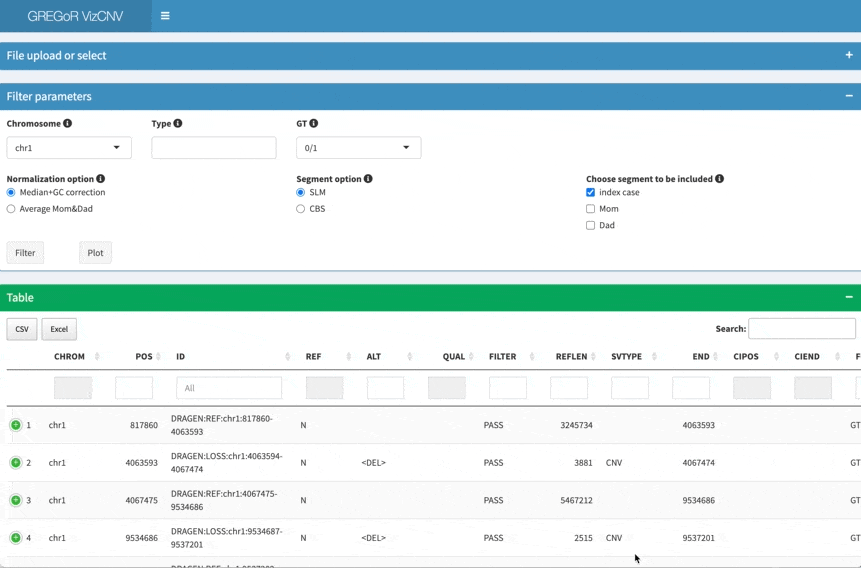 GREGoR VizCNV
File upload or select
Filter parameters
Chromosome Type GT
chr1 0/1
Normalization option Segment option Choose segment to be included
Median+GC correction SLM index case
Average Mom&Dad CBS Mom
Dad
Filter Plot
Table
CSV Excel Search:
CHROM POS ID REF ALT QUAL FILTER REFLEN SVTYPE END CIPOS CIEND
All
1 chr1 817860 DRAGEN:REF:chr1:817860-
4063593 N PASS 3245734 4063593 GT
2 chr1 4063593 DRAGEN:LOSS:chr1:4063594-
4067474 N <DEL> PASS 3881 CNV 4067474 GT
3 chr1 4067475 DRAGEN:REF:chr1:4067475-
9534686 N PASS 5467212 9534686 GT
4 chr1 9534686 DRAGEN:LOSS:chr1:9534687-
9537201 N <DEL> PASS 2515 CNV 9537201 GT